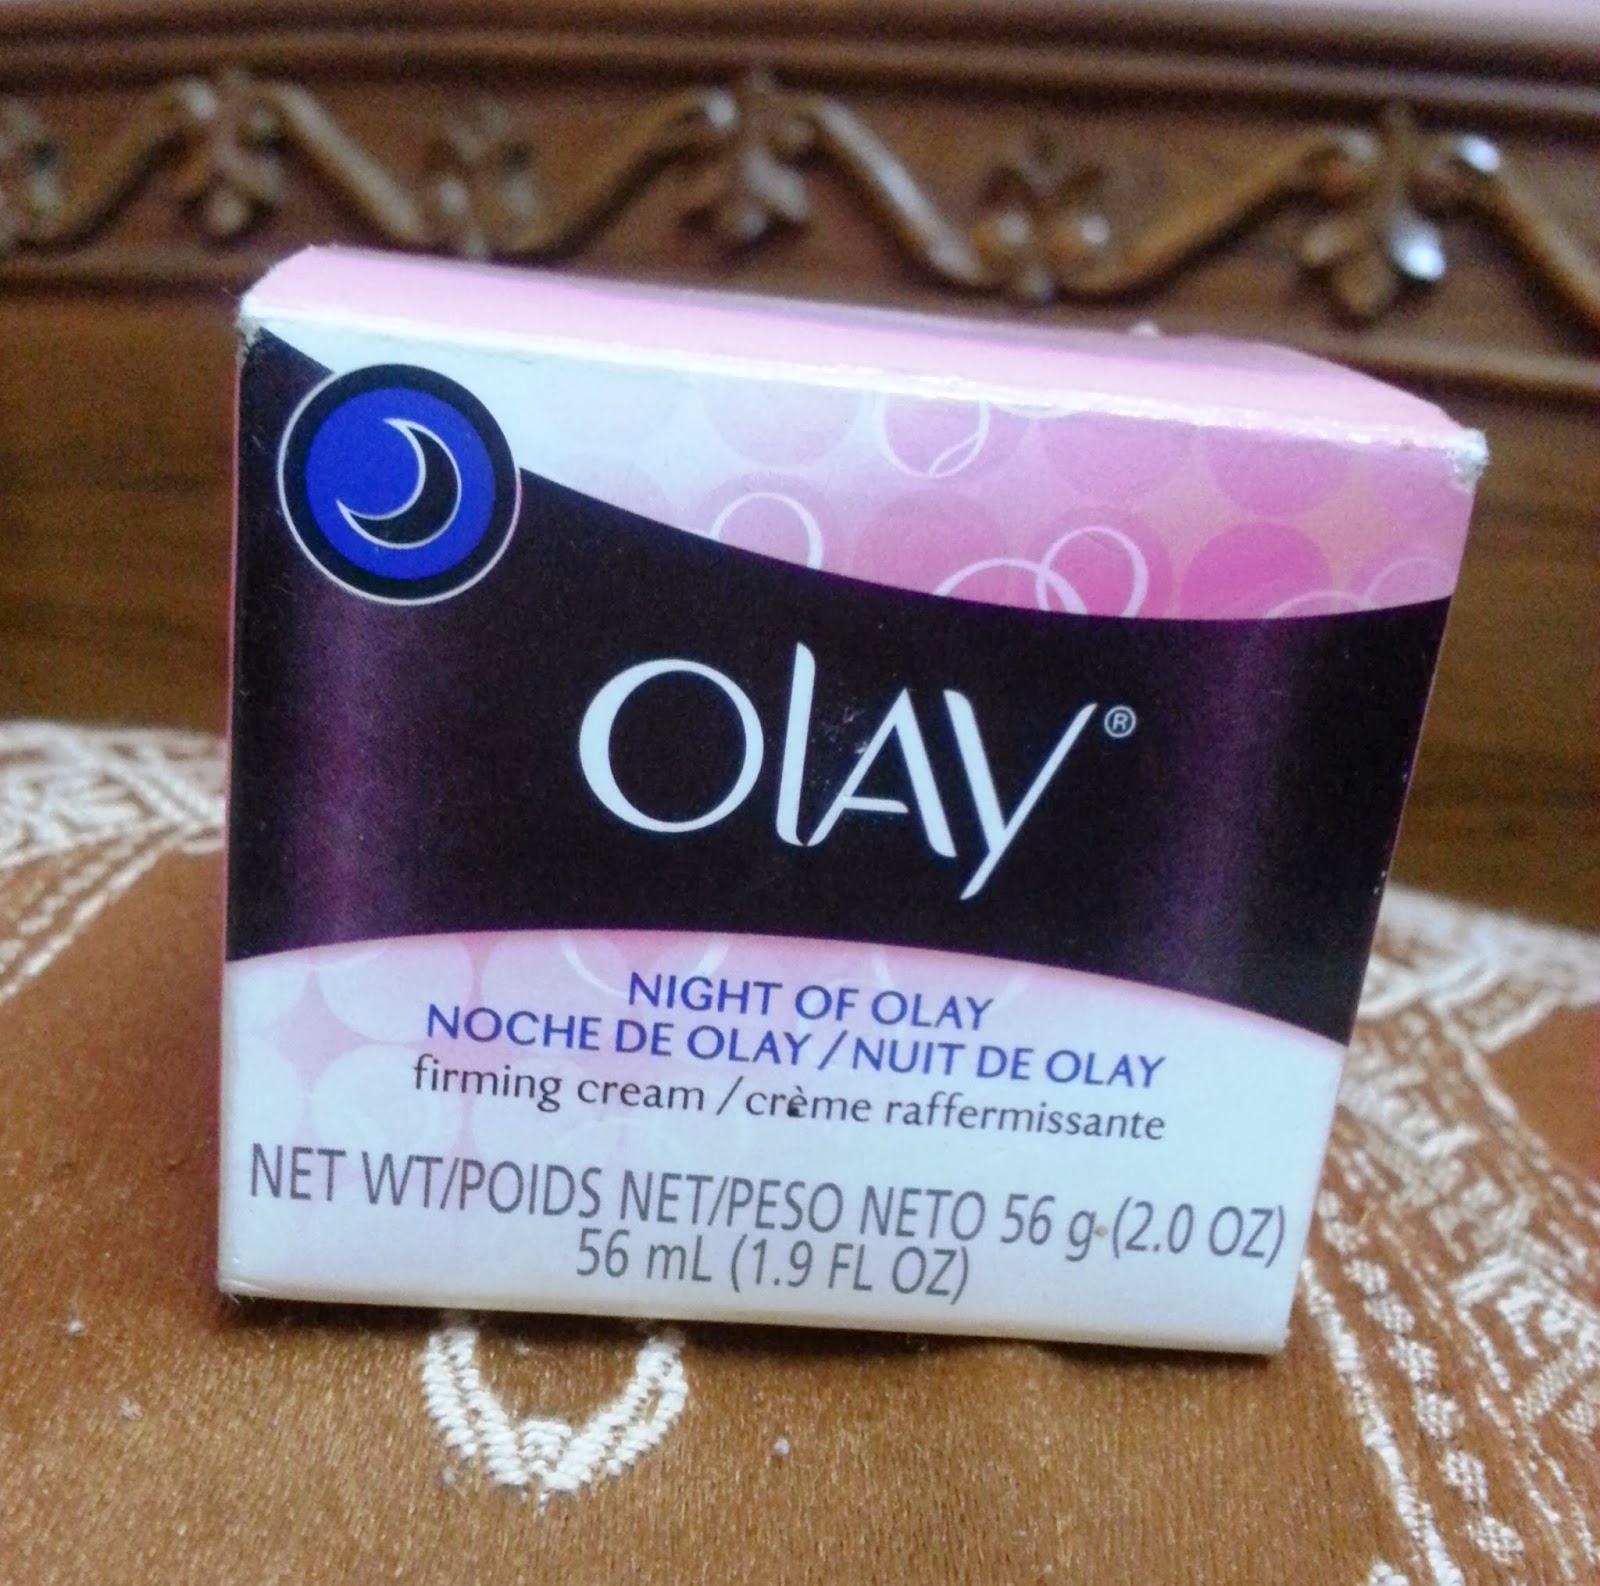 OLAY®
NIGHT OF OLAY
NOCHE DE OLAY/NUIT DE OLAY
firming cream/crème raffermissante
NET WT/POIDS NET/PESO NETO 56 g (2.0 OZ)
56 mL (1.9 FL OZ)